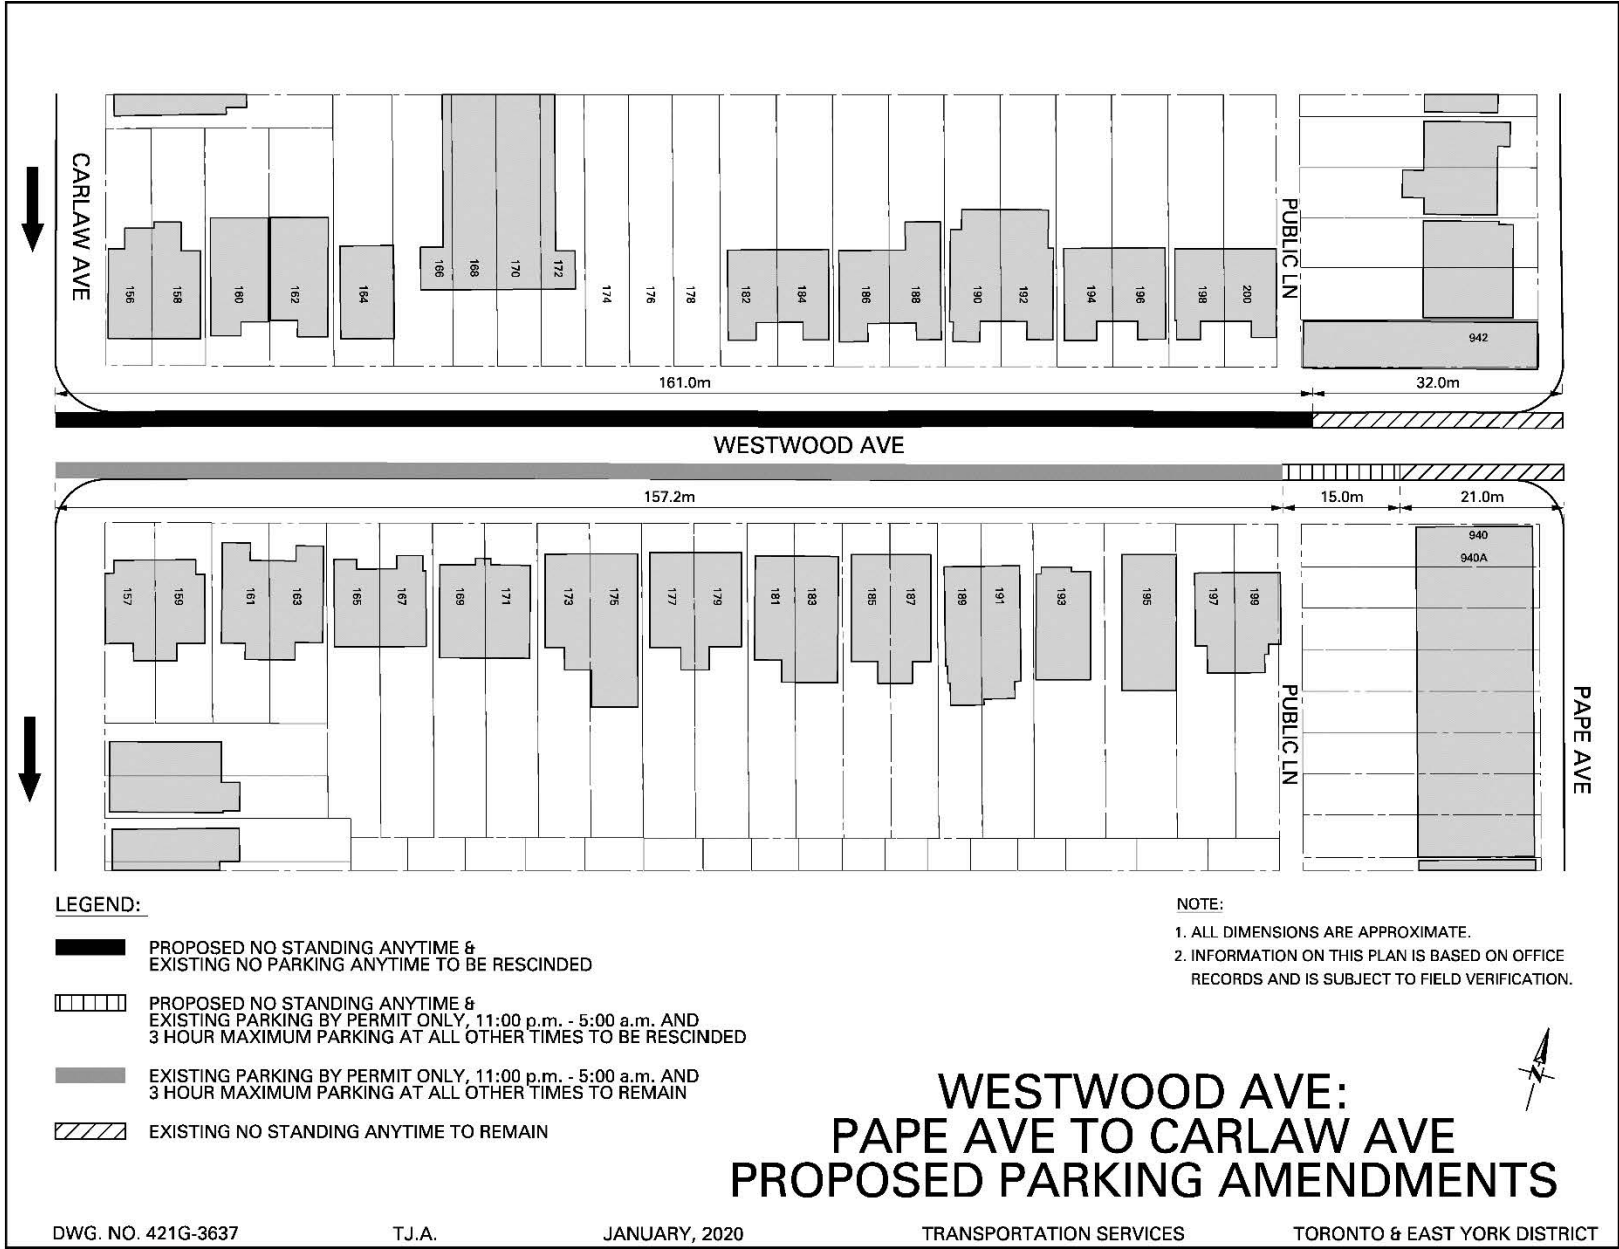 CARLAW AVE
PUBLIC LN
156
158
160
162
164
166
168
170
172
174
176
178
182
184
186
188
190
192
194
196
198
200
942
161.0m
32.0m
WESTWOOD AVE
157.2m
15.0m
21.0m
940
940A
157
159
161
163
165
167
169
171
173
175
177
179
181
183
185
187
189
191
193
195
197
199
PUBLIC LN
PAPE AVE
LEGEND:
PROPOSED NO STANDING ANYTIME &
EXISTING NO PARKING ANYTIME TO BE RESCINDED
PROPOSED NO STANDING ANYTIME &
EXISTING PARKING BY PERMIT ONLY, 11:00 p.m. - 5:00 a.m. AND
3 HOUR MAXIMUM PARKING AT ALL OTHER TIMES TO BE RESCINDED
EXISTING PARKING BY PERMIT ONLY, 11:00 p.m. - 5:00 a.m. AND
3 HOUR MAXIMUM PARKING AT ALL OTHER TIMES TO REMAIN
EXISTING NO STANDING ANYTIME TO REMAIN
NOTE:
1. ALL DIMENSIONS ARE APPROXIMATE.
2. INFORMATION ON THIS PLAN IS BASED ON OFFICE
RECORDS AND IS SUBJECT TO FIELD VERIFICATION.
N
WESTWOOD AVE:
PAPE AVE TO CARLAW AVE
PROPOSED PARKING AMENDMENTS
DWG. NO. 421G-3637
T.J.A.
JANUARY, 2020
TRANSPORTATION SERVICES
TORONTO & EAST YORK DISTRICT